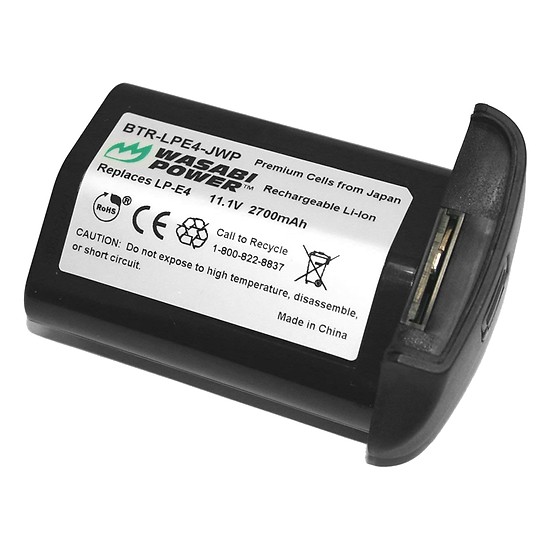 BTR-LPE4-JWP
WASABI POWER™
Premium Cells from Japan
Rechargeable Li-Ion
Replaces LP-E4
11.1V 2700mAh
RoHS
CE
Call to Recycle
1-800-822-8837
CAUTION: Do not expose to high temperature, disassemble,
or short circuit.
Made in China